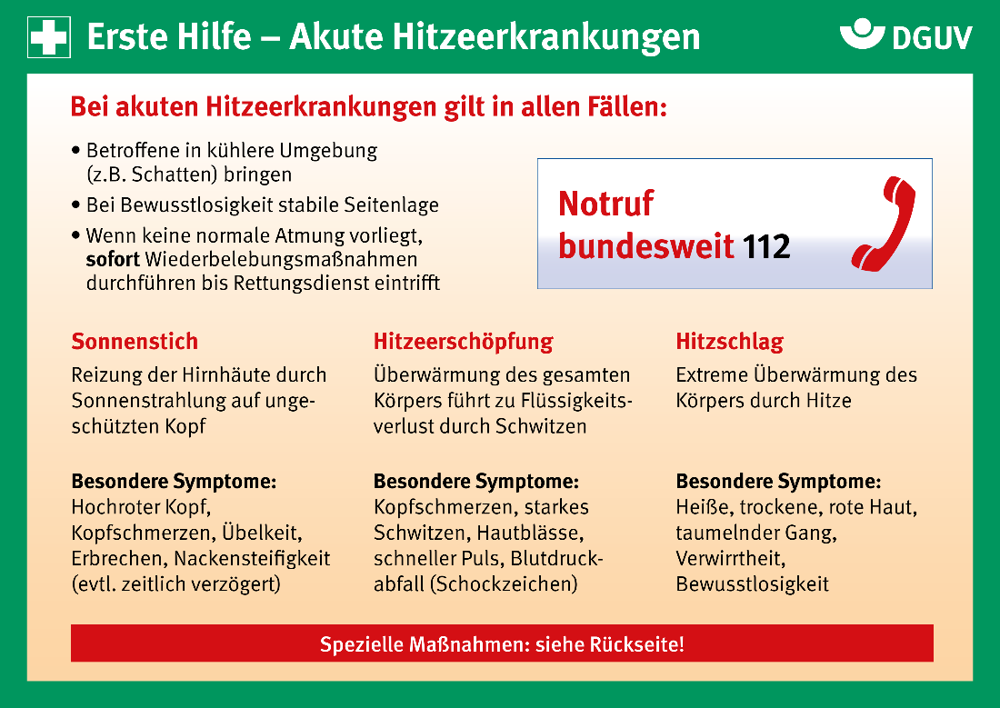 Erste Hilfe – Akute Hitzeerkrankungen
DGUV
Bei akuten Hitzeerkrankungen gilt in allen Fällen:
• Betroffene in kühlere Umgebung
(z.B. Schatten) bringen
• Bei Bewusstlosigkeit stabile Seitenlage
• Wenn keine normale Atmung vorliegt,
sofort Wiederbelebungsmaßnahmen
durchführen bis Rettungsdienst eintrifft
Notruf
bundesweit 112
Sonnenstich
Reizung der Hirnhäute durch
Sonnenstrahlung auf unge-
schützten Kopf
Besondere Symptome:
Hochroter Kopf,
Kopfschmerzen, Übelkeit,
Erbrechen, Nackensteifigkeit
(evtl. zeitlich verzögert)
Hitzeerschöpfung
Überwärmung des gesamten
Körpers führt zu Flüssigkeits-
verlust durch Schwitzen
Besondere Symptome:
Kopfschmerzen, starkes
Schwitzen, Hautblässe,
schneller Puls, Blutdruck-
abfall (Schockzeichen)
Hitzschlag
Extreme Überwärmung des
Körpers durch Hitze
Besondere Symptome:
Heiße, trockene, rote Haut,
taumelnder Gang,
Verwirrtheit,
Bewusstlosigkeit
Spezielle Maßnahmen: siehe Rückseite!